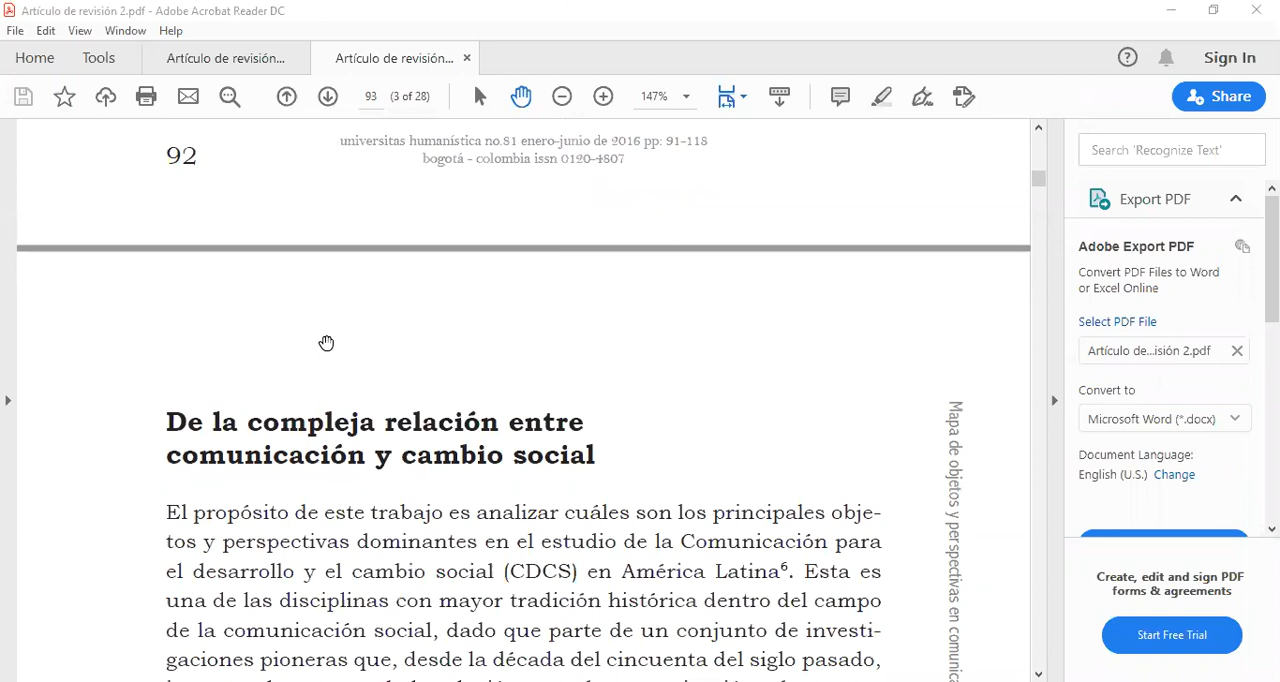 Artículo de revisión 2.pdf - Adobe Acrobat Reader DC
File Edit View Window Help
Home Tools Artículo de revisión... Artículo de revisión... ×
? Sign In
93 (3 of 28) 147%
Share
92
universitas humanística no.81 enero-junio de 2016 pp: 91-118
bogotá - colombia issn 0120-4807
De la compleja relación entre
comunicación y cambio social
El propósito de este trabajo es analizar cuáles son los principales obje-
tos y perspectivas dominantes en el estudio de la Comunicación para
el desarrollo y el cambio social (CDCS) en América Latina⁶. Esta es
una de las disciplinas con mayor tradición histórica dentro del campo
de la comunicación social, dado que parte de un conjunto de investi-
gaciones pioneras que, desde la década del cincuenta del siglo pasado,
Mapa de objetos y perspectivas en
Search 'Recognize Text'
Export PDF
Adobe Export PDF
Convert PDF Files to Word
or Excel Online
Select PDF File
Artículo de...isión 2.pdf
Convert to
Microsoft Word (*.docx)
Document Language:
English (U.S.) Change
Create, edit and sign PDF
forms & agreements
Start Free Trial